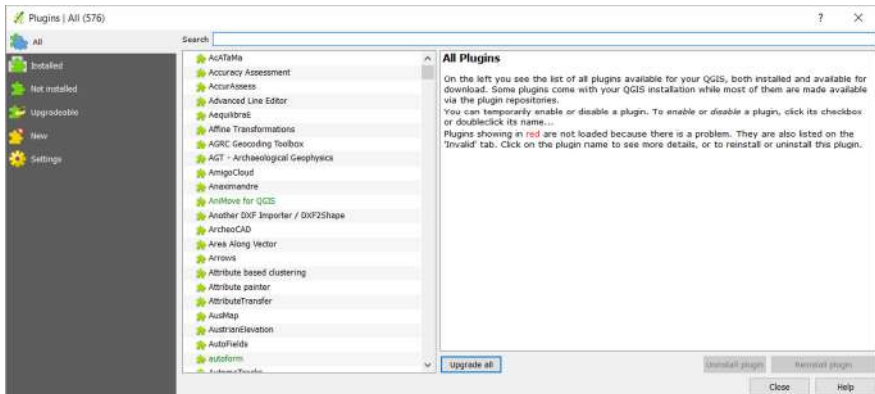 Plugins | All (576)
? X
All
Installed
Not installed
Upgradeable
New
Settings
Search
AcATaMa
Accuracy Assessment
AccurAssess
Advanced Line Editor
AequilibraE
Affine Transformations
AGRC Geocoding Toolbox
AGT - Archaeological Geophysics
AmigoCloud
Anaximandre
AniMove for QGIS
Another DXF Importer / DXF2Shape
ArcheoCAD
Area Along Vector
Arrows
Attribute based clustering
Attribute painter
AttributeTransfer
AusMap
AustrianElevation
AutoFields
autoform
All Plugins
On the left you see the list of all plugins available for your QGIS, both installed and available for
download. Some plugins come with your QGIS installation while most of them are made available
via the plugin repositories.
You can temporarily enable or disable a plugin. To enable or disable a plugin, click its checkbox
or doubleclick its name...
Plugins showing in red are not loaded because there is a problem. They are also listed on the
'Invalid' tab. Click on the plugin name to see more details, or to reinstall or uninstall this plugin.
Upgrade all
Uninstall plugin
Reinstall plugin
Close
Help